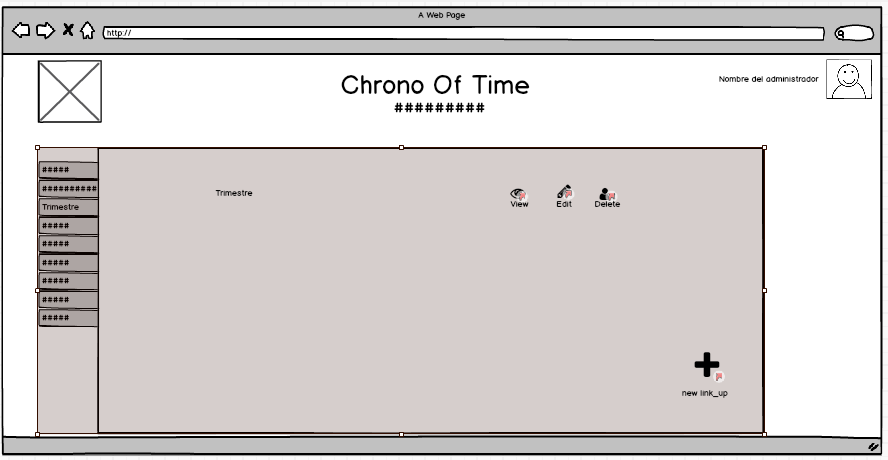 A Web Page
http://
Chrono Of Time
#########
Nombre del administrador
#####
##########
Trimestre
#####
#####
#####
#####
#####
#####
Trimestre
View
Edit
Delete
new link_up